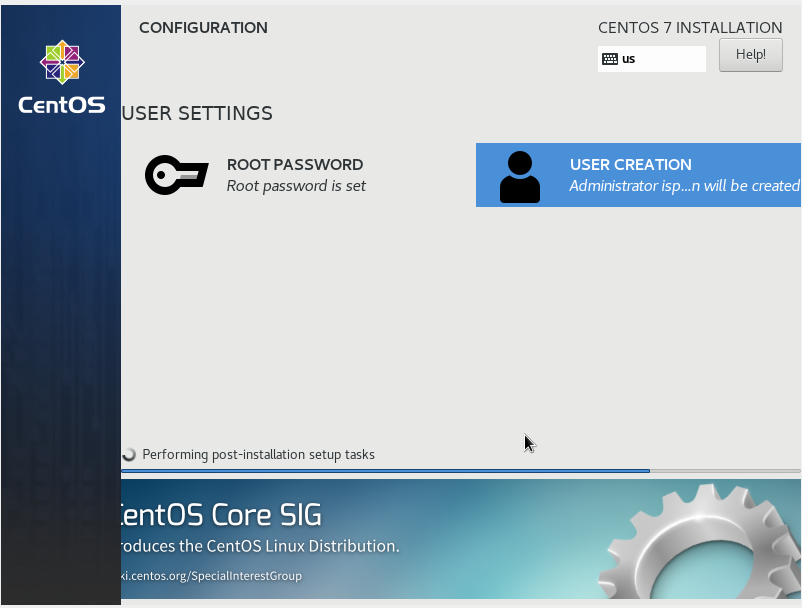 CONFIGURATION
CENTOS 7 INSTALLATION
us
Help!
CentOS
USER SETTINGS
ROOT PASSWORD
Root password is set
USER CREATION
Administrator isp...n will be created
Performing post-installation setup tasks
CentOS Core SIG
roduces the CentOS Linux Distribution.
ki.centos.org/SpecialInterestGroup